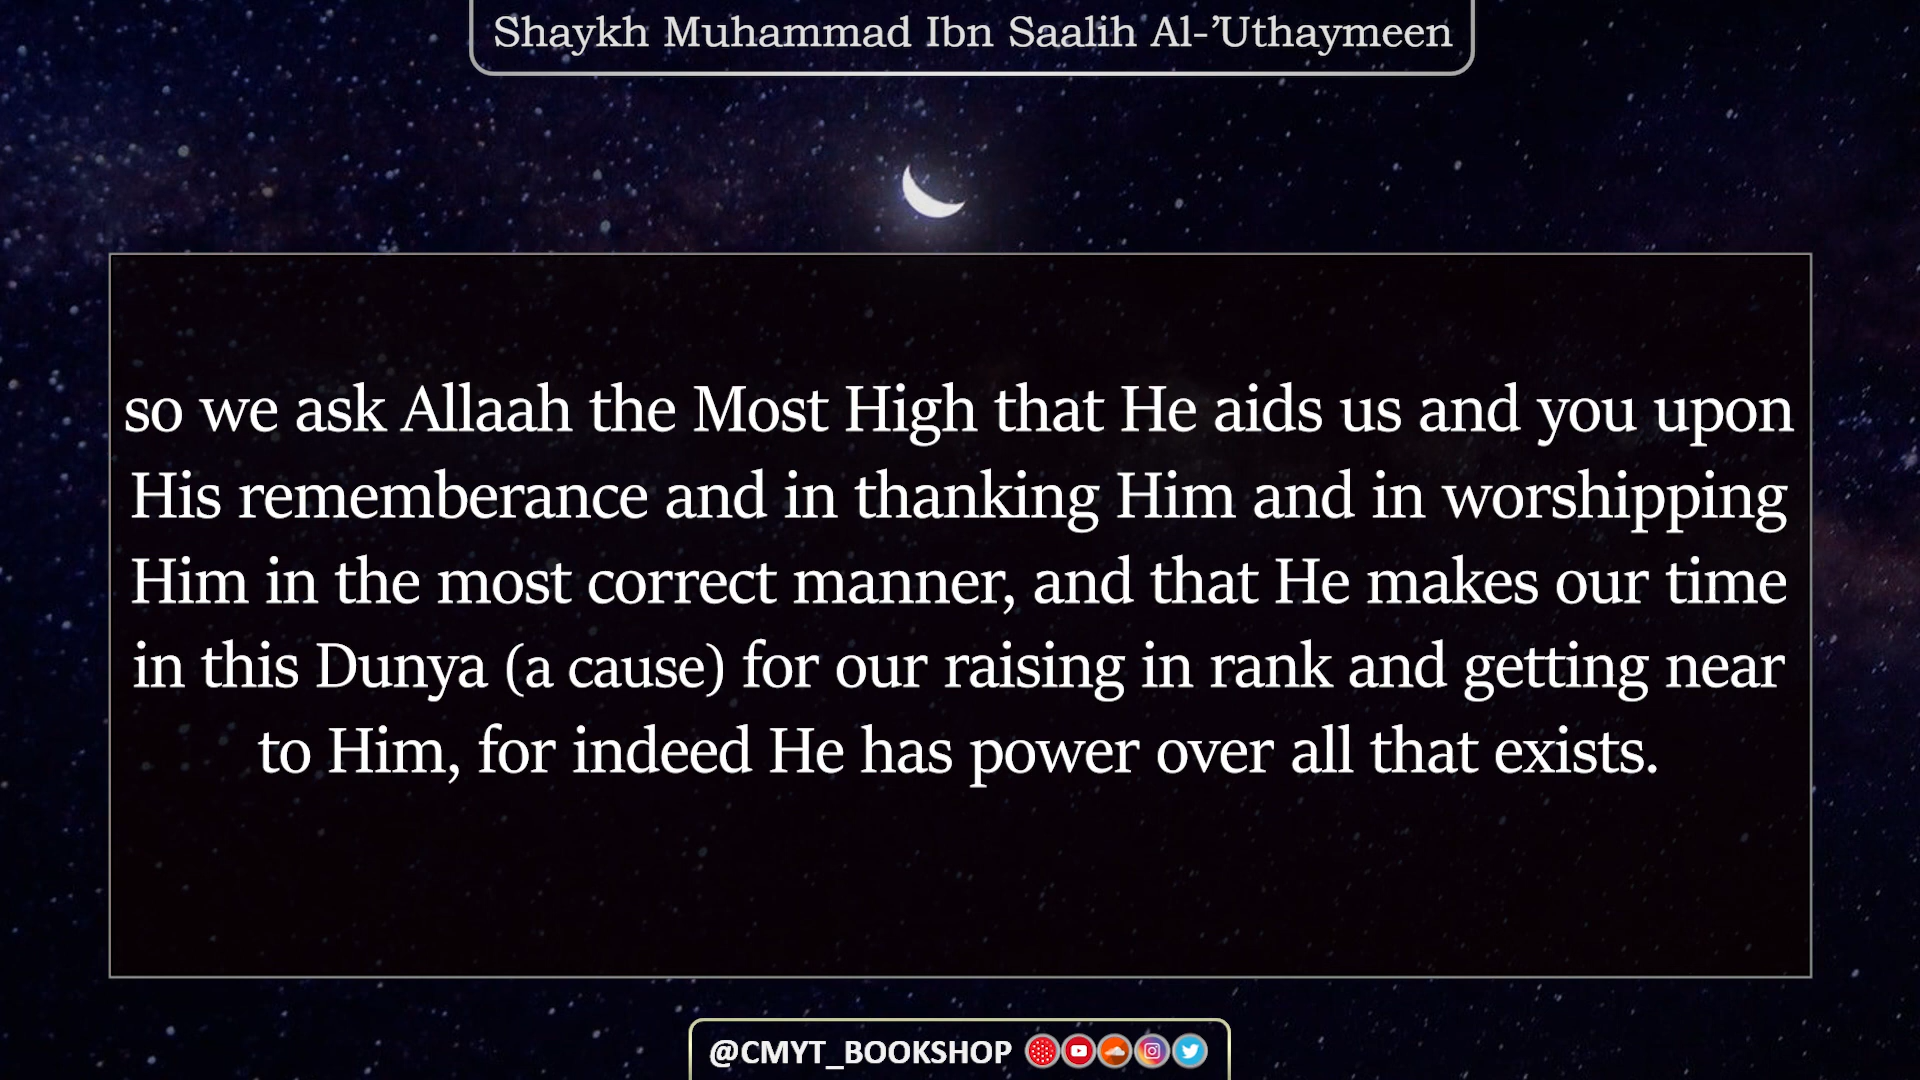 Shaykh Muhammad Ibn Saalih Al-’Uthaymeen
so we ask Allaah the Most High that He aids us and you upon
His rememberance and in thanking Him and in worshipping
Him in the most correct manner, and that He makes our time
in this Dunya (a cause) for our raising in rank and getting near
to Him, for indeed He has power over all that exists.
@CMYT_BOOKSHOP